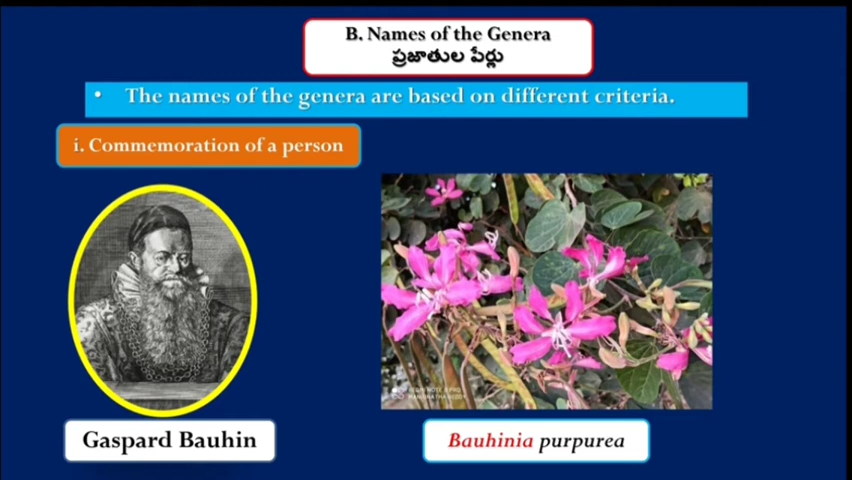 B. Names of the Genera
ప్రజాతుల పేర్లు
• The names of the genera are based on different criteria.
i. Commemoration of a person
Gaspard Bauhin
Bauhinia purpurea